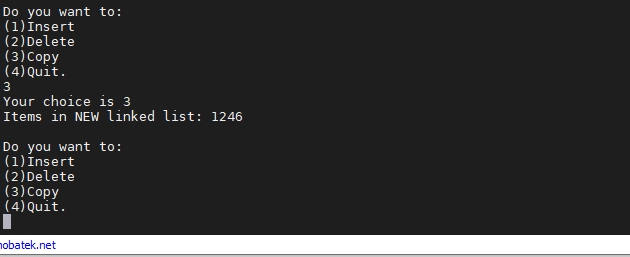 Do you want to:
(1)Insert
(2)Delete
(3)Copy
(4)Quit.
3
Your choice is 3
Items in NEW linked list: 1246
Do you want to:
(1)Insert
(2)Delete
(3)Copy
(4)Quit.
nobatek.net